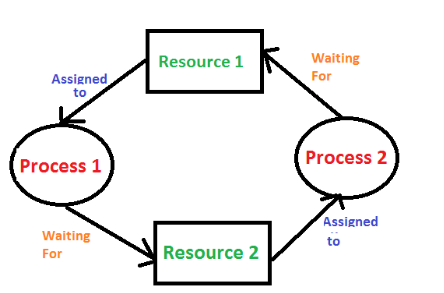 Resource 1
Waiting
For
Assigned
to
Process 1
Process 2
Assigned
to
Waiting
For
Resource 2